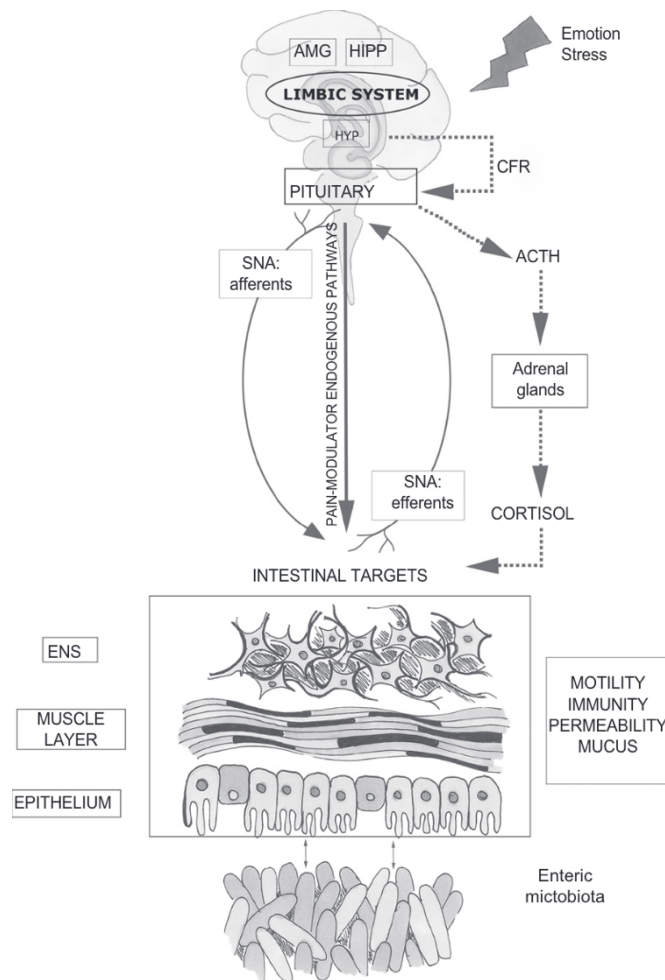 Emotion
Stress
AMG
HIPP
LIMBIC SYSTEM
HYP
CFR
PITUITARY
SNA:
afferents
PAIN-MODULATOR ENDOGENOUS PATHWAYS
ACTH
Adrenal
glands
SNA:
efferents
CORTISOL
INTESTINAL TARGETS
ENS
MUSCLE
LAYER
EPITHELIUM
MOTILITY
IMMUNITY
PERMEABILITY
MUCUS
Enteric
mictobiota